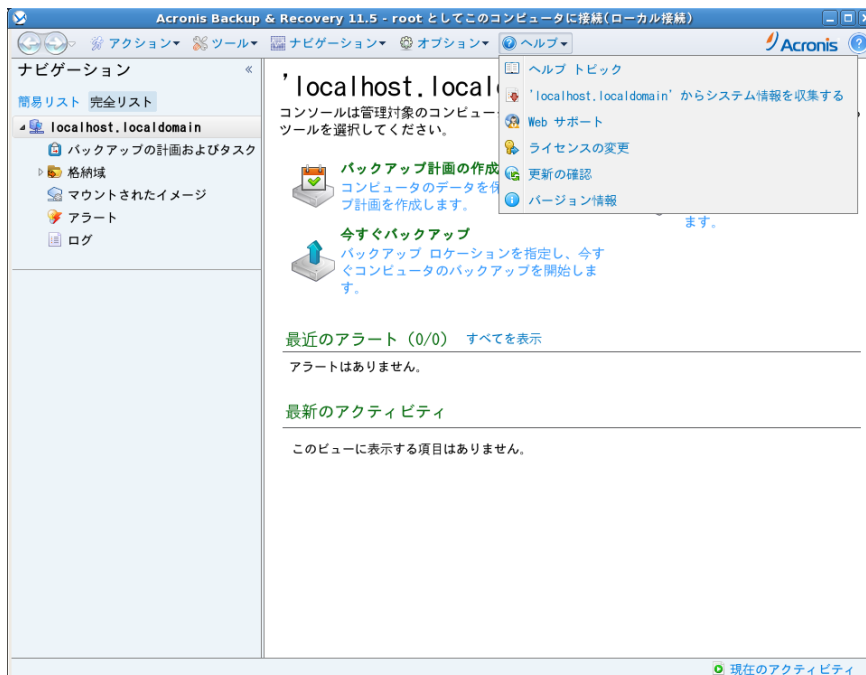 Acronis Backup & Recovery 11.5 - root としてこのコンピュータに接続(ローカル接続)
アクション ツール ナビゲーション オプション ヘルプ Acronis
ナビゲーション
簡易リスト 完全リスト
localhost.localdomain
バックアップの計画およびタスク
格納域
マウントされたイメージ
アラート
ログ
'localhost.local
コンソールは管理対象のコンピュー
ツールを選択してください。
ヘルプ トピック
'localhost.localdomain' からシステム情報を収集する
Web サポート
ライセンスの変更
更新の確認
バージョン情報
バックアップ計画の作成
コンピュータのデータを保
プ計画を作成します。
ます。
今すぐバックアップ
バックアップ ロケーションを指定し、今す
ぐコンピュータのバックアップを開始しま
す。
最近のアラート (0/0) すべてを表示
アラートはありません。
最新のアクティビティ
このビューに表示する項目はありません。
現在のアクティビティ